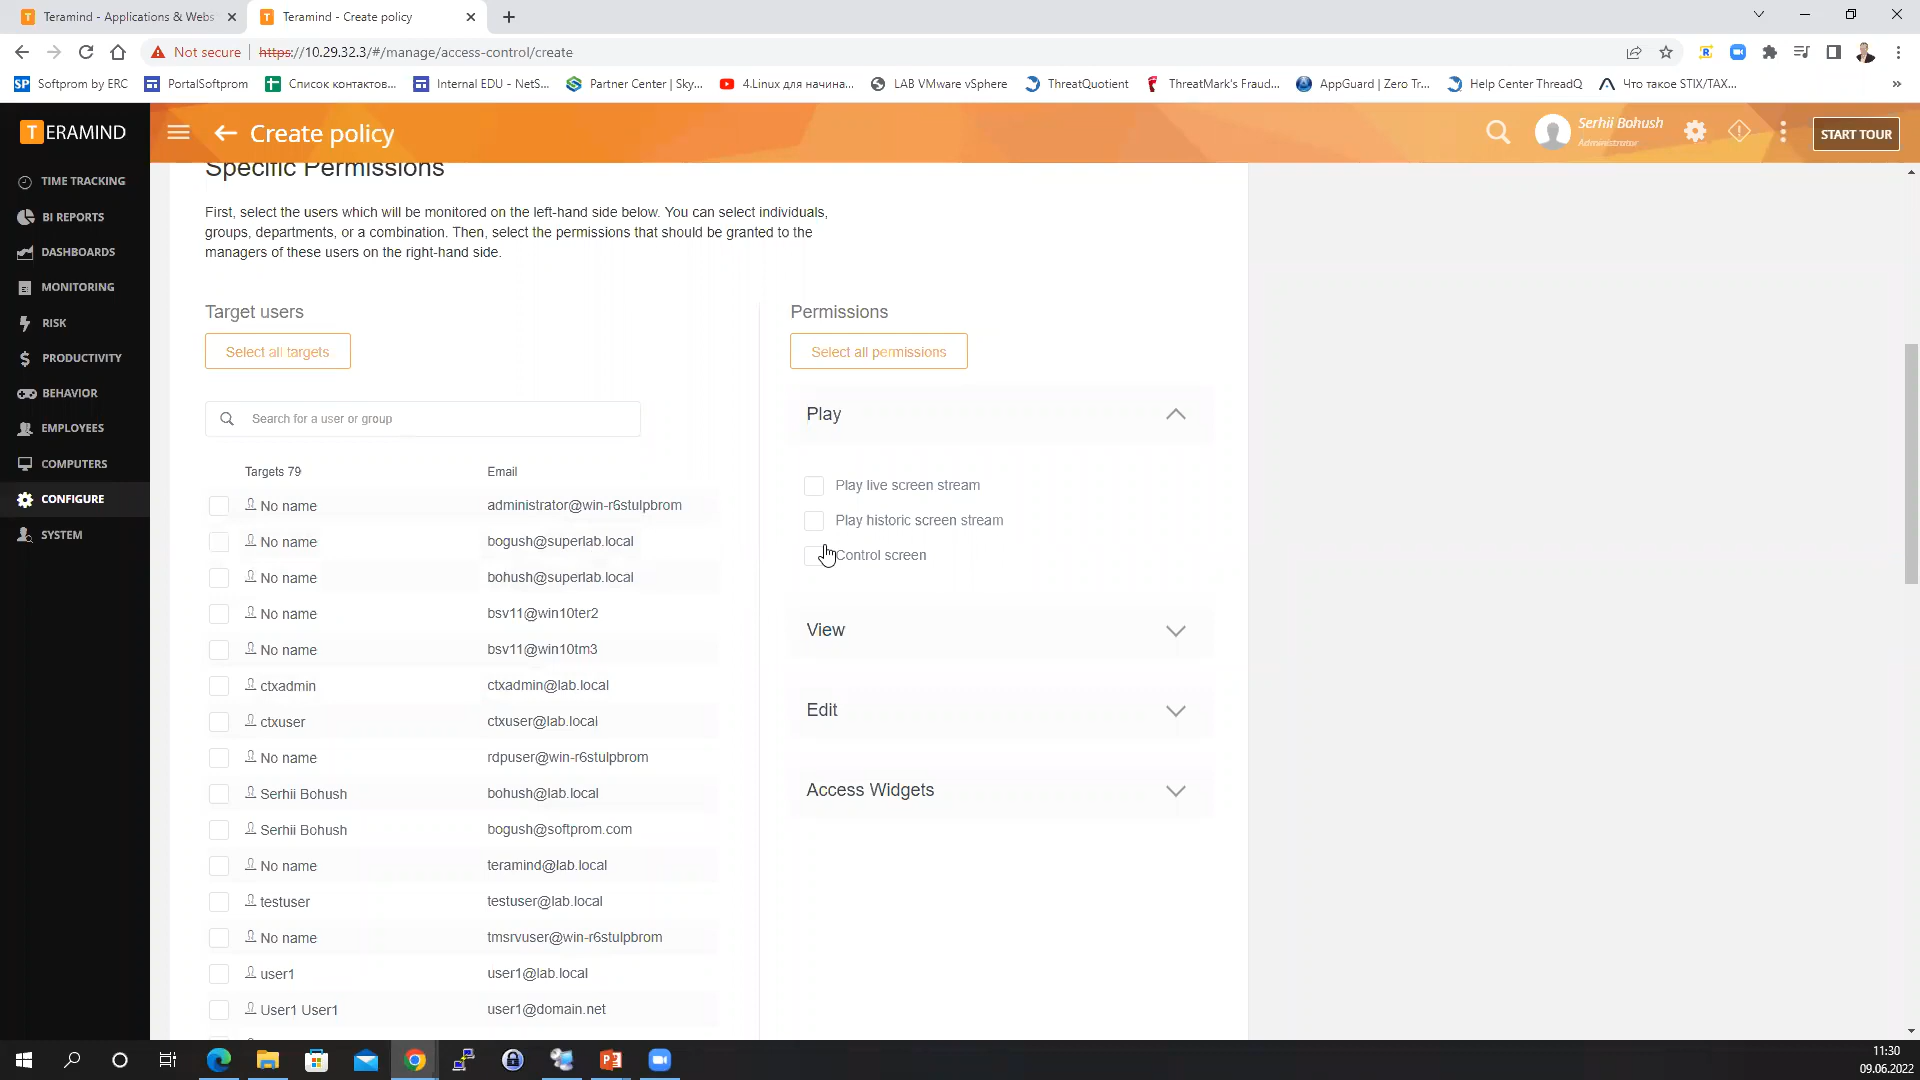 Teramind - Applications & Webs
Teramind - Create policy
Not secure
https://10.29.32.3/#/manage/access-control/create
Softprom by ERC
PortalSoftprom
Список контактов...
Internal EDU - NetS...
Partner Center | Sky...
4.Linux для начина...
LAB VMware vSphere
ThreatQuotient
ThreatMark's Fraud...
AppGuard | Zero Tr...
Help Center ThreadQ
Что такое STIX/TAX...
TERAMIND
Create policy
Serhii Bohush
Administrator
START TOUR
TIME TRACKING
BI REPORTS
DASHBOARDS
MONITORING
RISK
PRODUCTIVITY
BEHAVIOR
EMPLOYEES
COMPUTERS
CONFIGURE
SYSTEM
Specific Permissions
First, select the users which will be monitored on the left-hand side below. You can select individuals,
groups, departments, or a combination. Then, select the permissions that should be granted to the
managers of these users on the right-hand side.
Target users
Select all targets
Search for a user or group
Targets 79 Email
No name administrator@win-r6stulpbrom
No name bogush@superlab.local
No name bohush@superlab.local
No name bsv11@win10ter2
No name bsv11@win10tm3
ctxadmin ctxadmin@lab.local
ctxuser ctxuser@lab.local
No name rdpuser@win-r6stulpbrom
Serhii Bohush bohush@lab.local
Serhii Bohush bogush@softprom.com
No name teramind@lab.local
testuser testuser@lab.local
No name tmsrvuser@win-r6stulpbrom
user1 user1@lab.local
User1 User1 user1@domain.net
Permissions
Select all permissions
Play
Play live screen stream
Play historic screen stream
Control screen
View
Edit
Access Widgets
11:30
09.06.2022